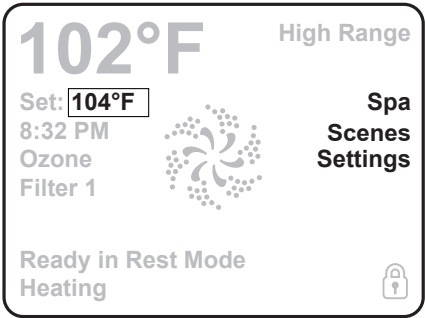 102°F
High Range
Set: 104°F
Spa
8:32 PM
Scenes
Ozone
Settings
Filter 1
Ready in Rest Mode
Heating